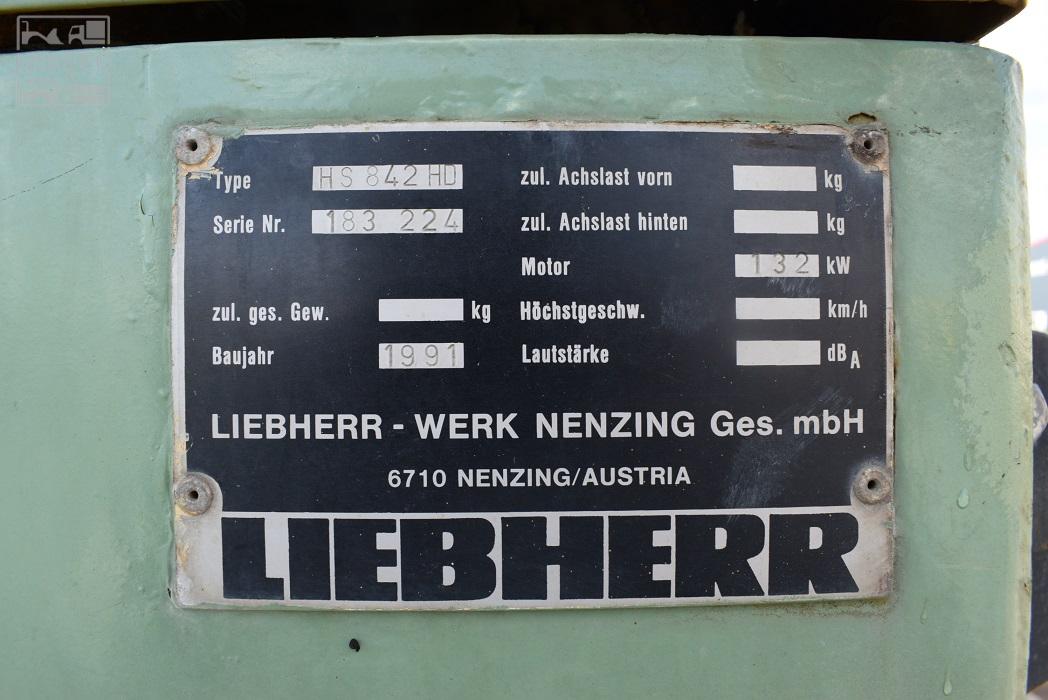 Type HS 842 HD zul. Achslast vorn kg
Serie Nr. 183 224 zul. Achslast hinten kg
Motor 132 kW
zul. ges. Gew. kg Höchstgeschw. km/h
Baujahr 1991 Lautstärke dB A
LIEBHERR - WERK NENZING Ges. mbH
6710 NENZING/AUSTRIA
LIEBHERR